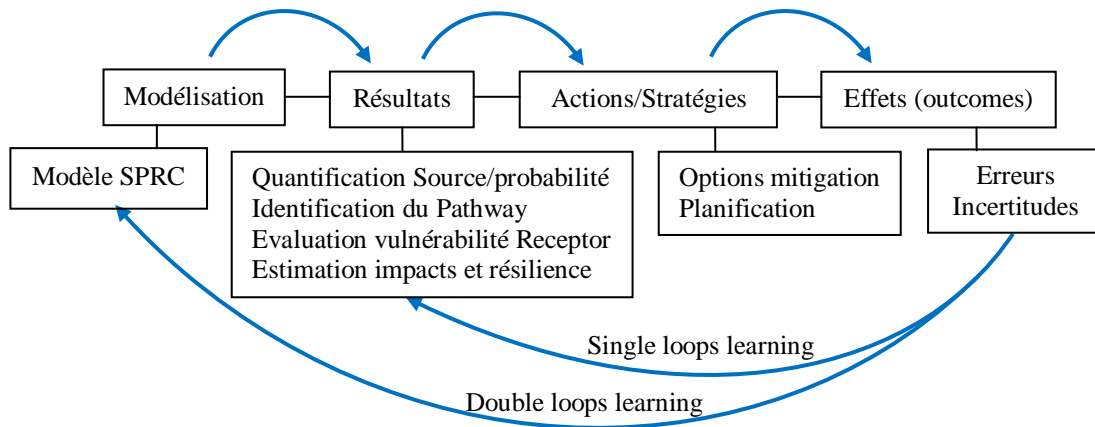 Modélisation
Résultats
Actions/Stratégies
Effets (outcomes)
Modèle SPRC
Quantification Source/probabilité
Identification du Pathway
Evaluation vulnérabilité Receptor
Estimation impacts et résilience
Options mitigation
Planification
Erreurs
Incertitudes
Single loops learning
Double loops learning